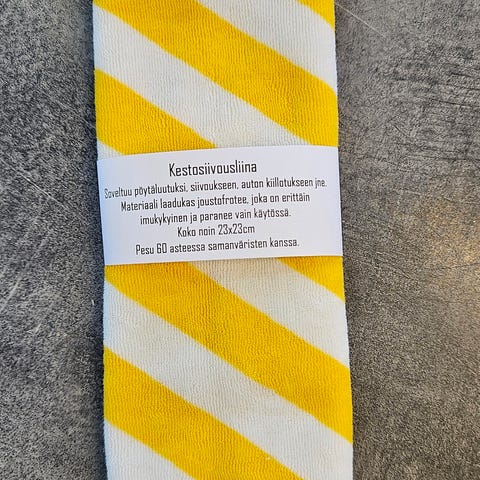 Kestosiivousliina
Soveltuu pöytäluutuksi, siivoukseen, auton kiillotukseen jne.
Materiaali laadukas joustofrotee, joka on erittäin
imukykyinen ja paranee vain käytössä.
Koko noin 23x23cm
Pesu 60 asteessa samanväristen kanssa.